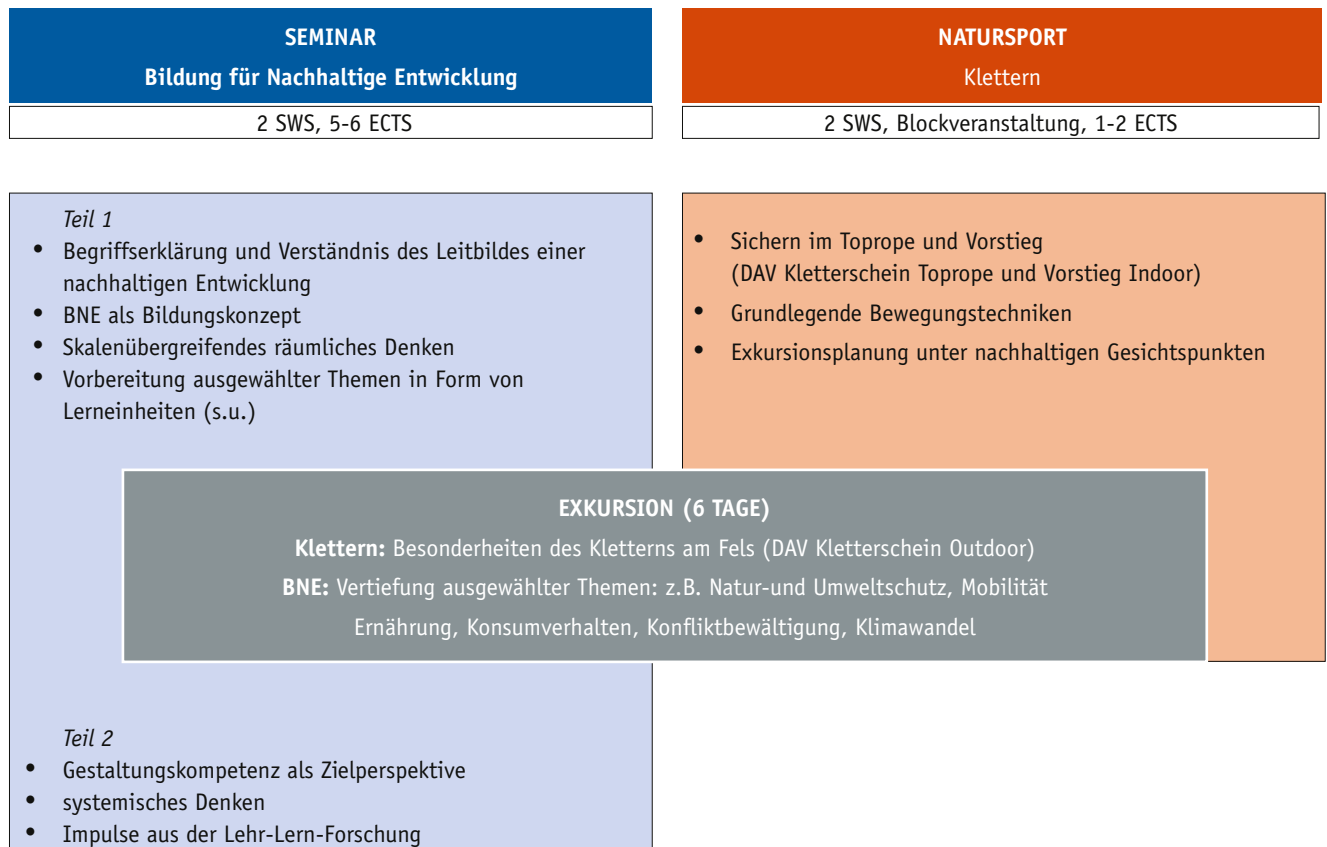 SEMINAR
Bildung für Nachhaltige Entwicklung
2 SWS, 5-6 ECTS
NATURSPORT
Klettern
2 SWS, Blockveranstaltung, 1-2 ECTS
Teil 1
• Begriffserklärung und Verständnis des Leitbildes einer
nachhaltigen Entwicklung
• BNE als Bildungskonzept
• Skalenübergreifendes räumliches Denken
• Vorbereitung ausgewählter Themen in Form von
Lerneinheiten (s.u.)
• Sichern im Toprope und Vorstieg
(DAV Kletterschein Toprope und Vorstieg Indoor)
• Grundlegende Bewegungstechniken
• Exkursionsplanung unter nachhaltigen Gesichtspunkten
EXKURSION (6 TAGE)
Klettern: Besonderheiten des Kletterns am Fels (DAV Kletterschein Outdoor)
BNE: Vertiefung ausgewählter Themen: z.B. Natur-und Umweltschutz, Mobilität
Ernährung, Konsumverhalten, Konfliktbewältigung, Klimawandel
Teil 2
• Gestaltungskompetenz als Zielperspektive
• systemisches Denken
• Impulse aus der Lehr-Lern-Forschung